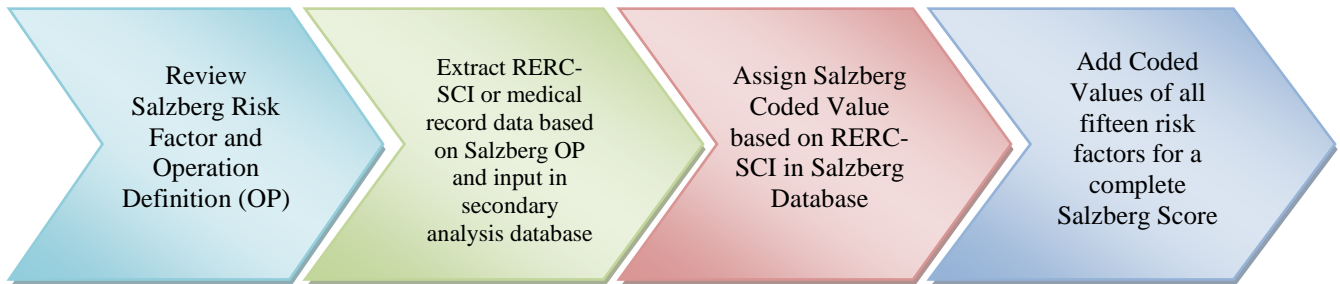 Review
Salzberg Risk
Factor and
Operation
Definition (OP)
Extract RERC-
SCI or medical
record data based
on Salzberg OP
and input in
secondary
analysis database
Assign Salzberg
Coded Value
based on RERC-
SCI in Salzberg
Database
Add Coded
Values of all
fifteen risk
factors for a
complete
Salzberg Score